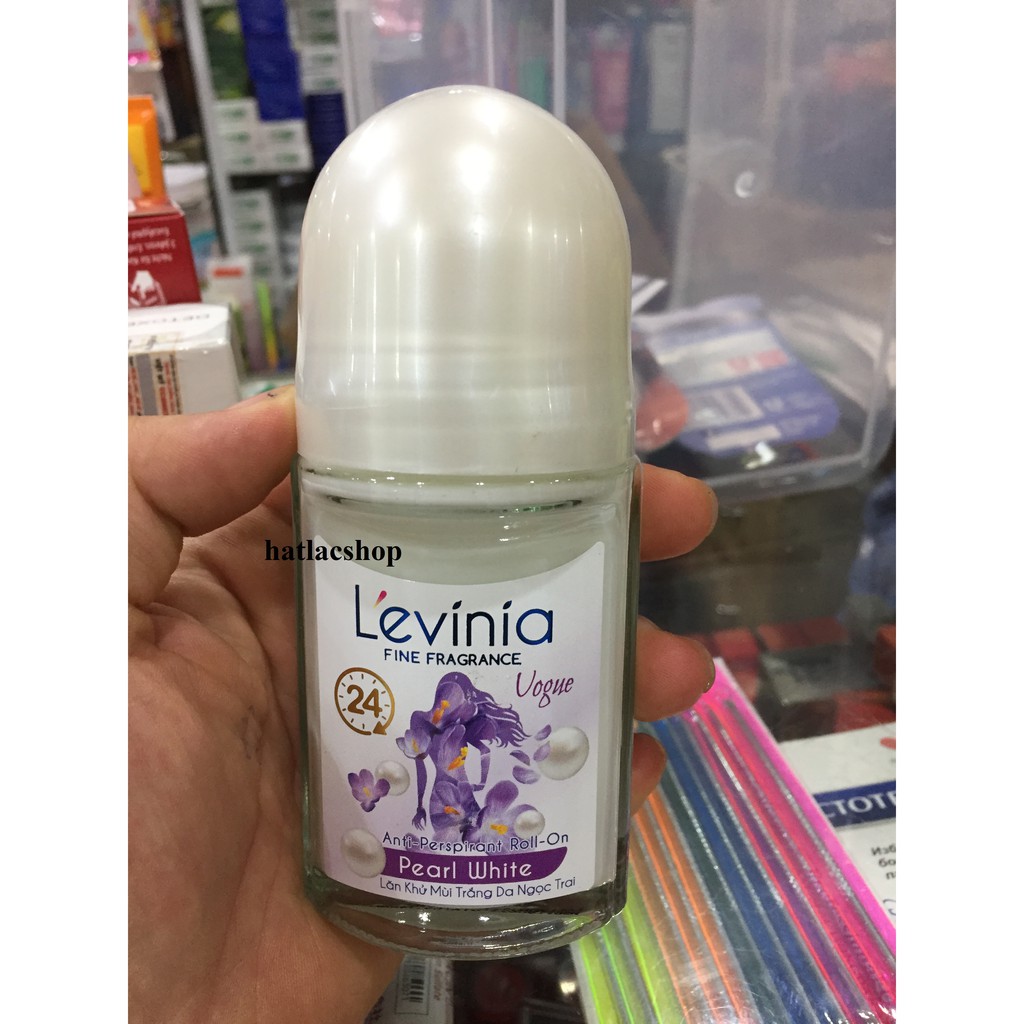 hatlacshop
L'evinia
FINE FRAGRANCE
Vogue
24
Anti-Perspirant Roll-On
Pearl White
Lăn Khử Mùi Trắng Da Ngọc Trai